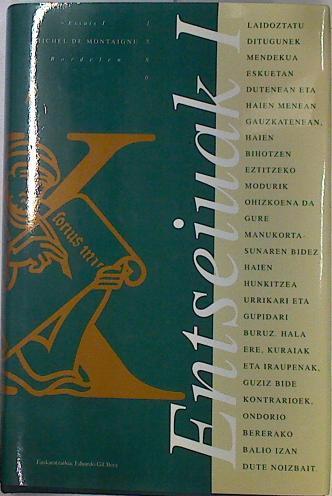 Essais I
MICHEL DE MONTAIGNE
Bordelen
1
5
8
0
locus mir
Entseiuak I
LAIDOZTATU
DITUGUNEK
MENDEKUA
ESKUETAN
DUTENEAN ETA
HAIEN MENEAN
GAUZKATENEAN,
HAIEN
BIHOTZEN
EZTITZEKO
MODURIK
OHIZKOENA DA
GURE
MANUKORTA-
SUNAREN BIDEZ
HAIEN
HUNKITZEA
URRIKARI ETA
GUPIDARI
BURUZ. HALA
ERE, KURAIAK
ETA IRAUPENAK,
GUZIZ BIDE
KONTRARIOEK,
ONDORIO
BERERAKO
BALIO IZAN
DUTE NOIZBAIT.
Euskaratzailea, Eduardo Gil Bera